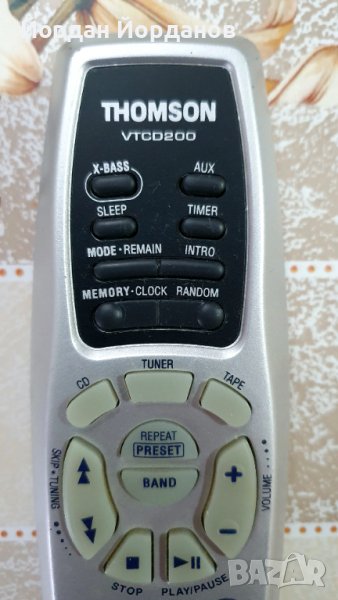 Йордан Йорданов
THOMSON
VTCD200
X-BASS AUX
SLEEP TIMER
MODE·REMAIN INTRO
MEMORY·CLOCK RANDOM
CD TUNER TAPE
REPEAT
PRESET
BAND
SKIP·TUNING
+
VOLUME
-
STOP PLAY/PAUSE
BAZAR